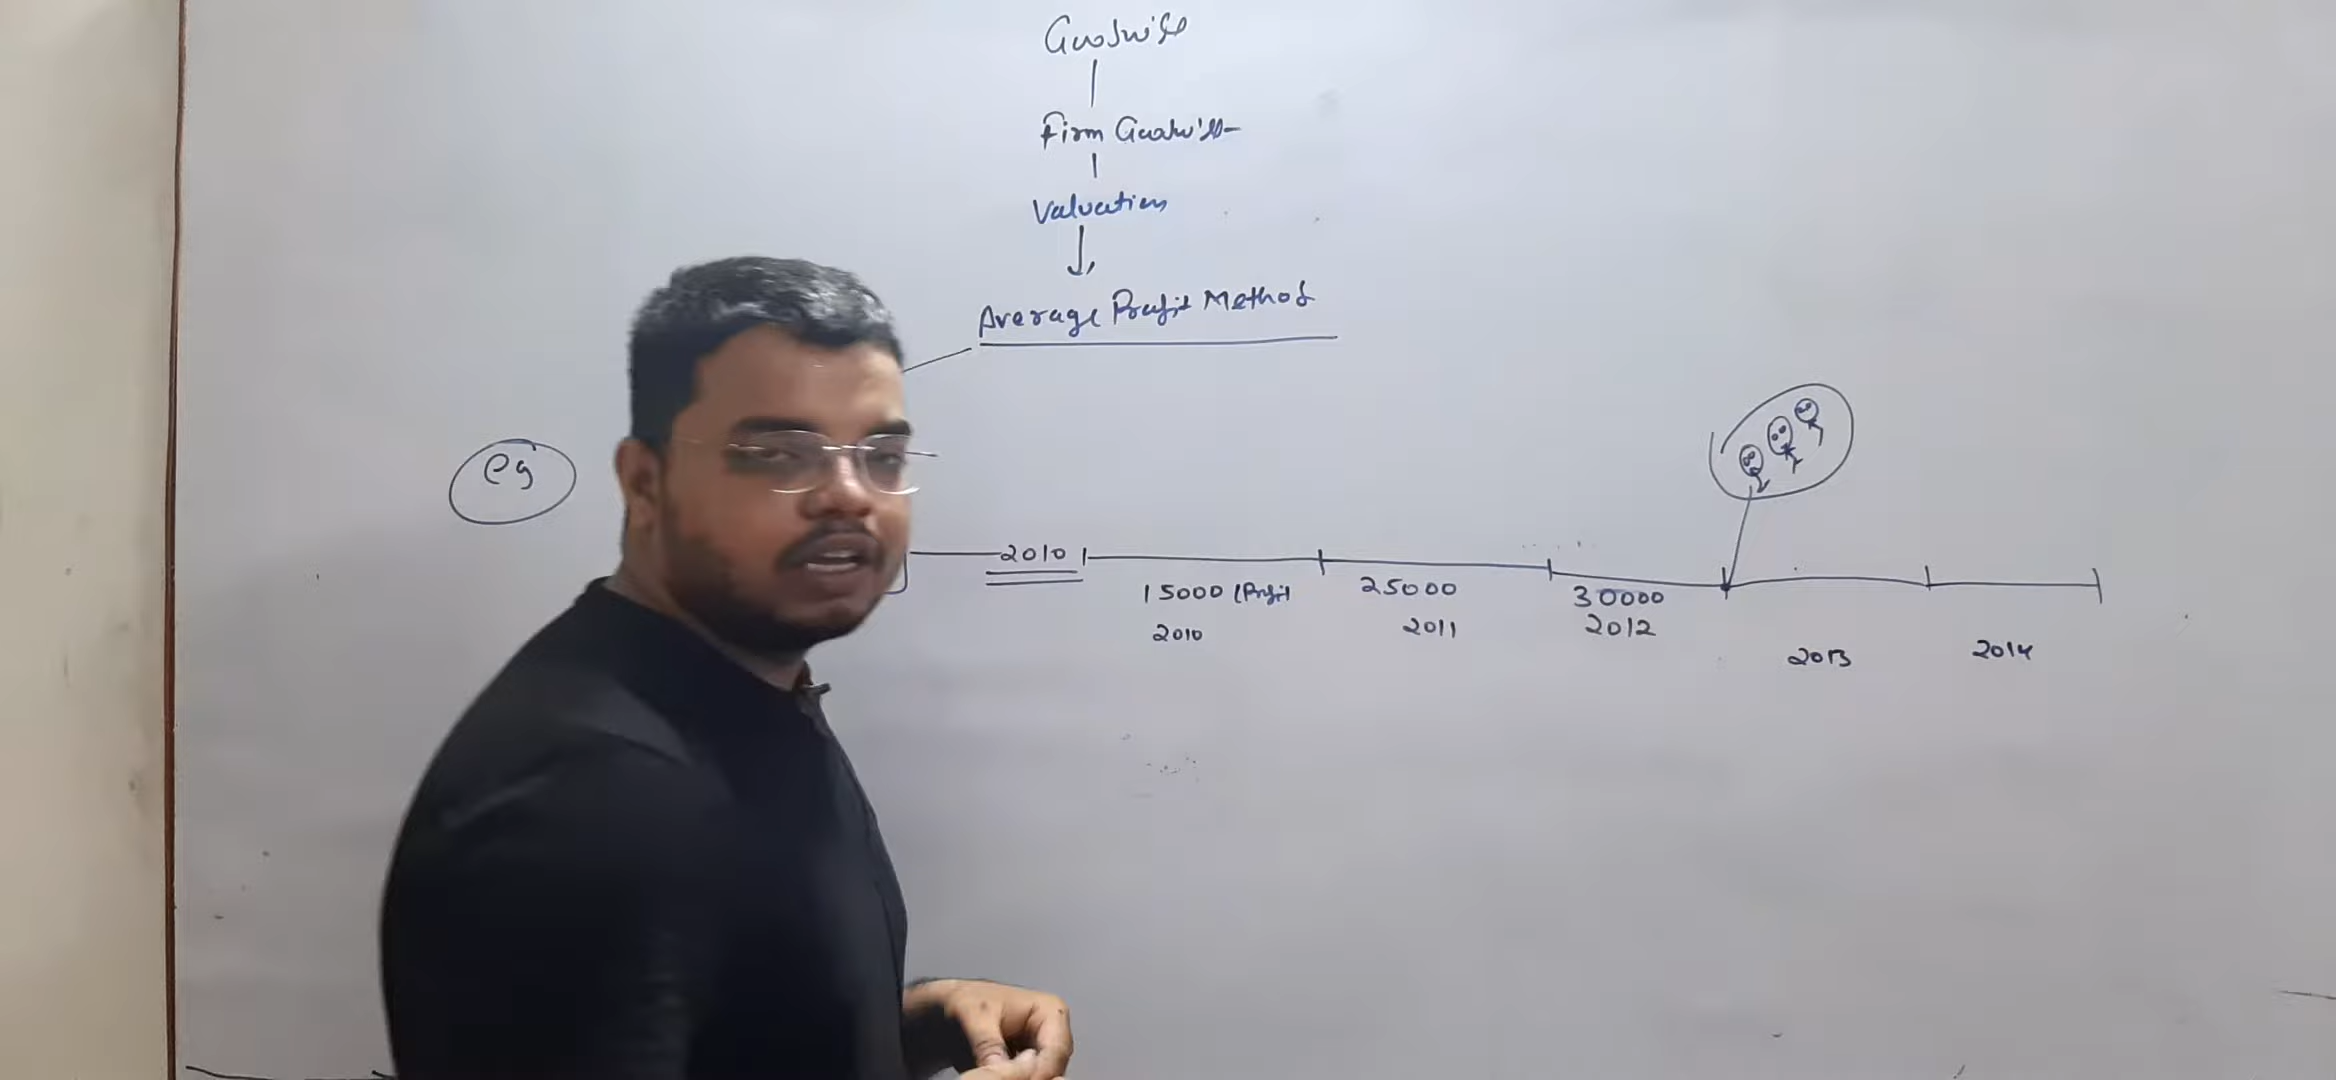 Goodwill
Firm Goodwill
Valuation
Average Profit Method
eg
2010
15000 (Profit
25000
30000
2010
2011
2012
2013
2014